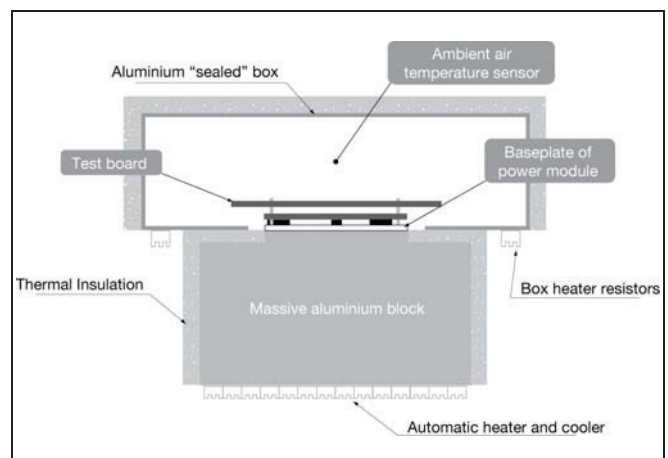 Ambient air
temperature sensor
Aluminium “sealed” box
Test board
Baseplate of
power module
Thermal Insulation
Box heater resistors
Massive aluminium block
Automatic heater and cooler